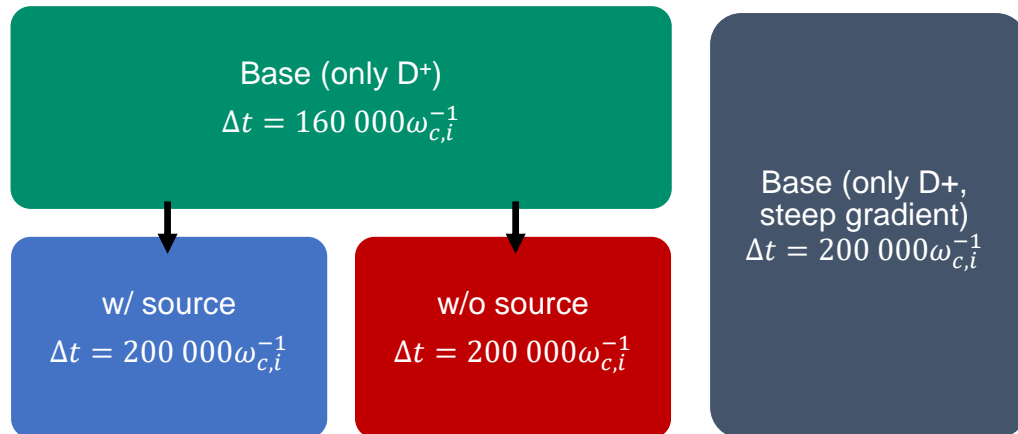 Base (only D⁺)
Δt = 160 000ω_{c,i}^{-1}
w/ source
Δt = 200 000ω_{c,i}^{-1}
w/o source
Δt = 200 000ω_{c,i}^{-1}
Base (only D+,
steep gradient)
Δt = 200 000ω_{c,i}^{-1}